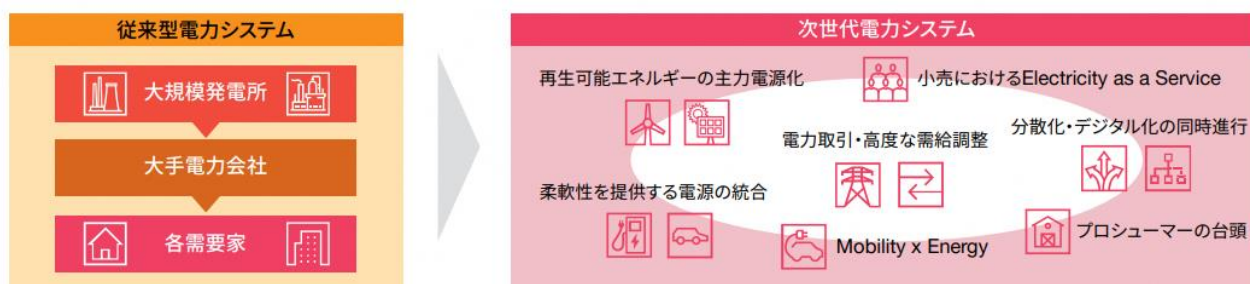 従来型電力システム
大規模発電所
大手電力会社
各需要家
次世代電力システム
再生可能エネルギーの主力電源化
小売におけるElectricity as a Service
電力取引・高度な需給調整
分散化・デジタル化の同時進行
柔軟性を提供する電源の統合
Mobility x Energy
プロシューマーの台頭